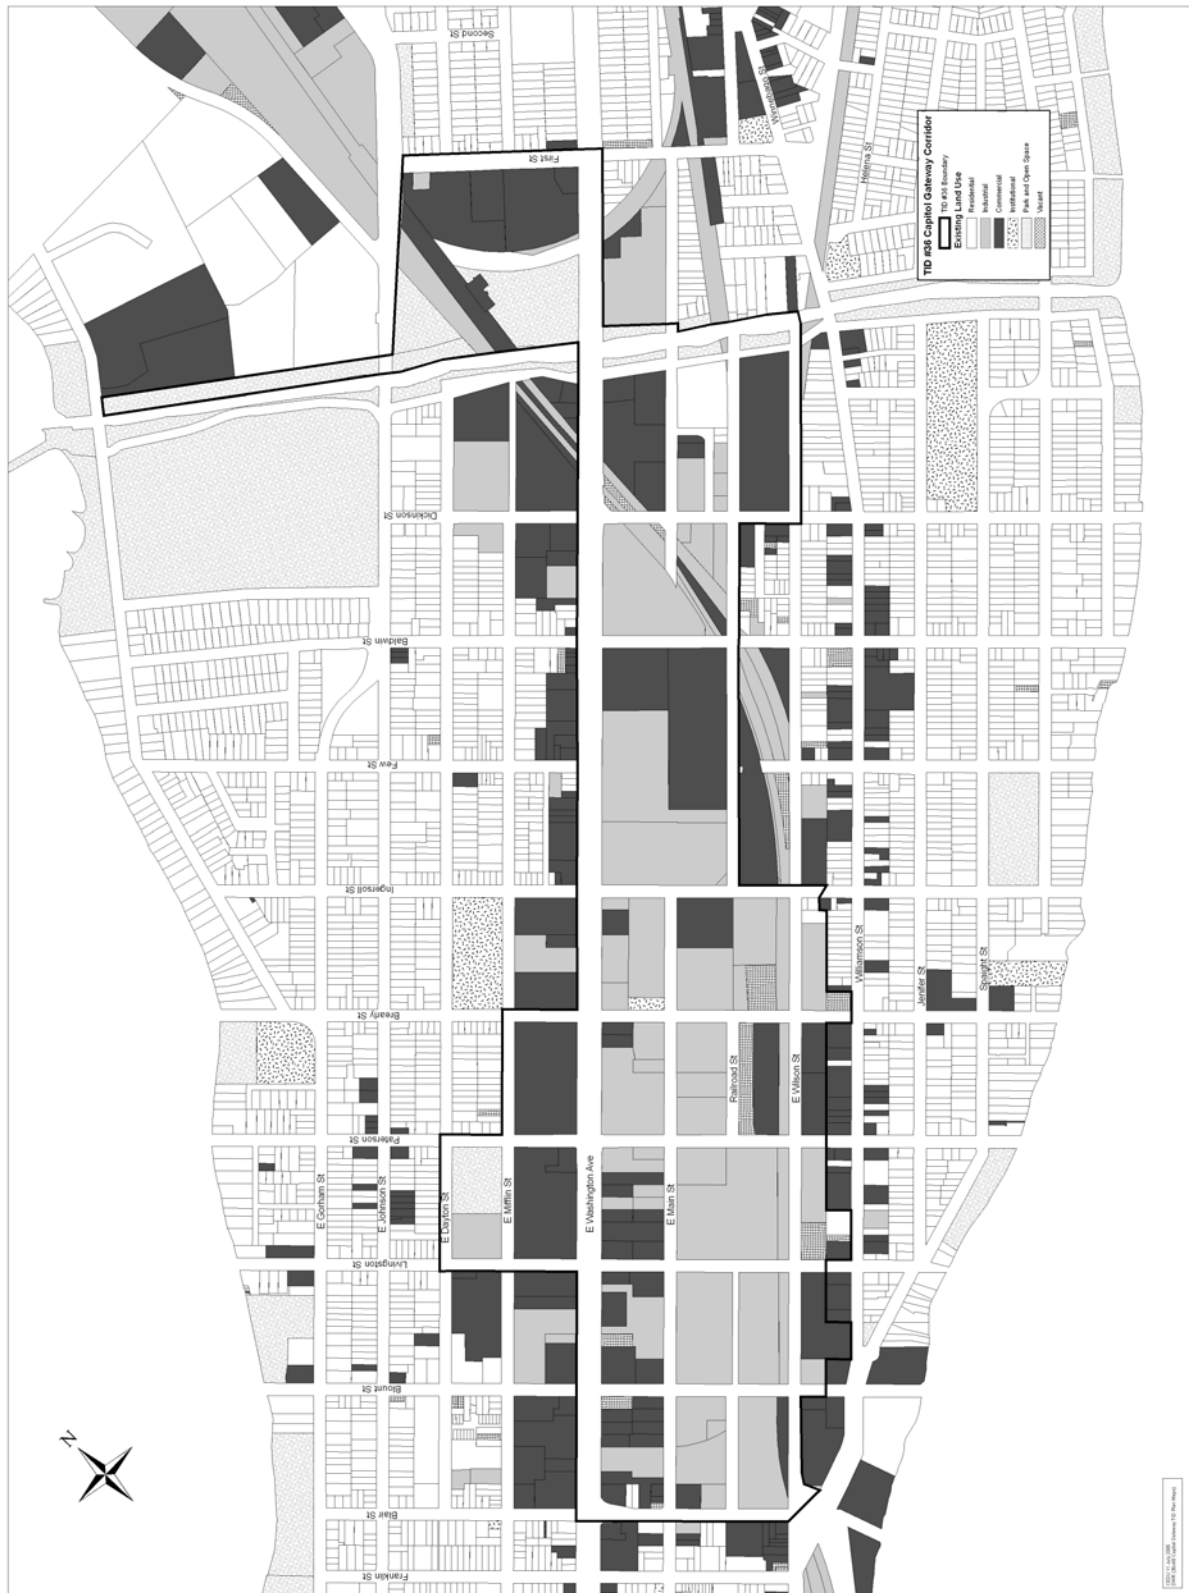 Second St
Winnebago St
First St
Helena St
TID #36 Capitol Gateway Corridor
TID #36 Boundary
Existing Land Use
Residential
Industrial
Commercial
Institutional
Park and Open Space
Vacant
Dickinson St
Baldwin St
Few St
Ingersoll St
Williamson St
Jenifer St
Spaight St
Brearly St
Railroad St
E Wilson St
Paterson St
E Gorham St
E Johnson St
E Dayton St
E Mifflin St
E Washington Ave
E Main St
Livingston St
Blount St
N
Blair St
Franklin St